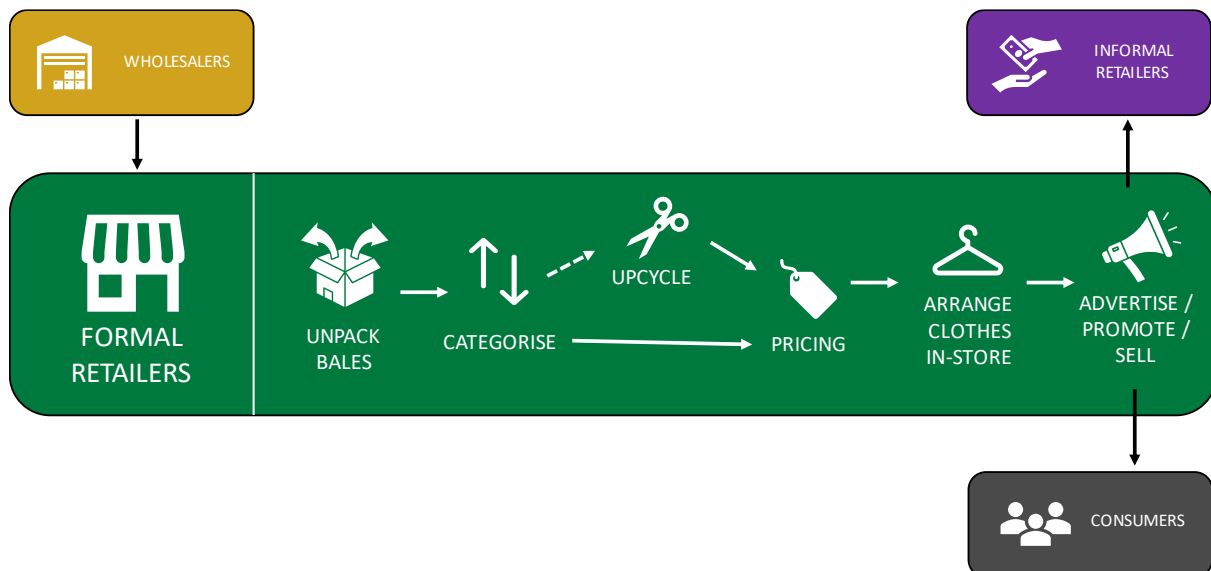 WHOLESALERS
INFORMAL
RETAILERS
FORMAL
RETAILERS
UNPACK
BALES
CATEGORISE
UPCYCLE
PRICING
ARRANGE
CLOTHES
IN-STORE
ADVERTISE /
PROMOTE /
SELL
CONSUMERS